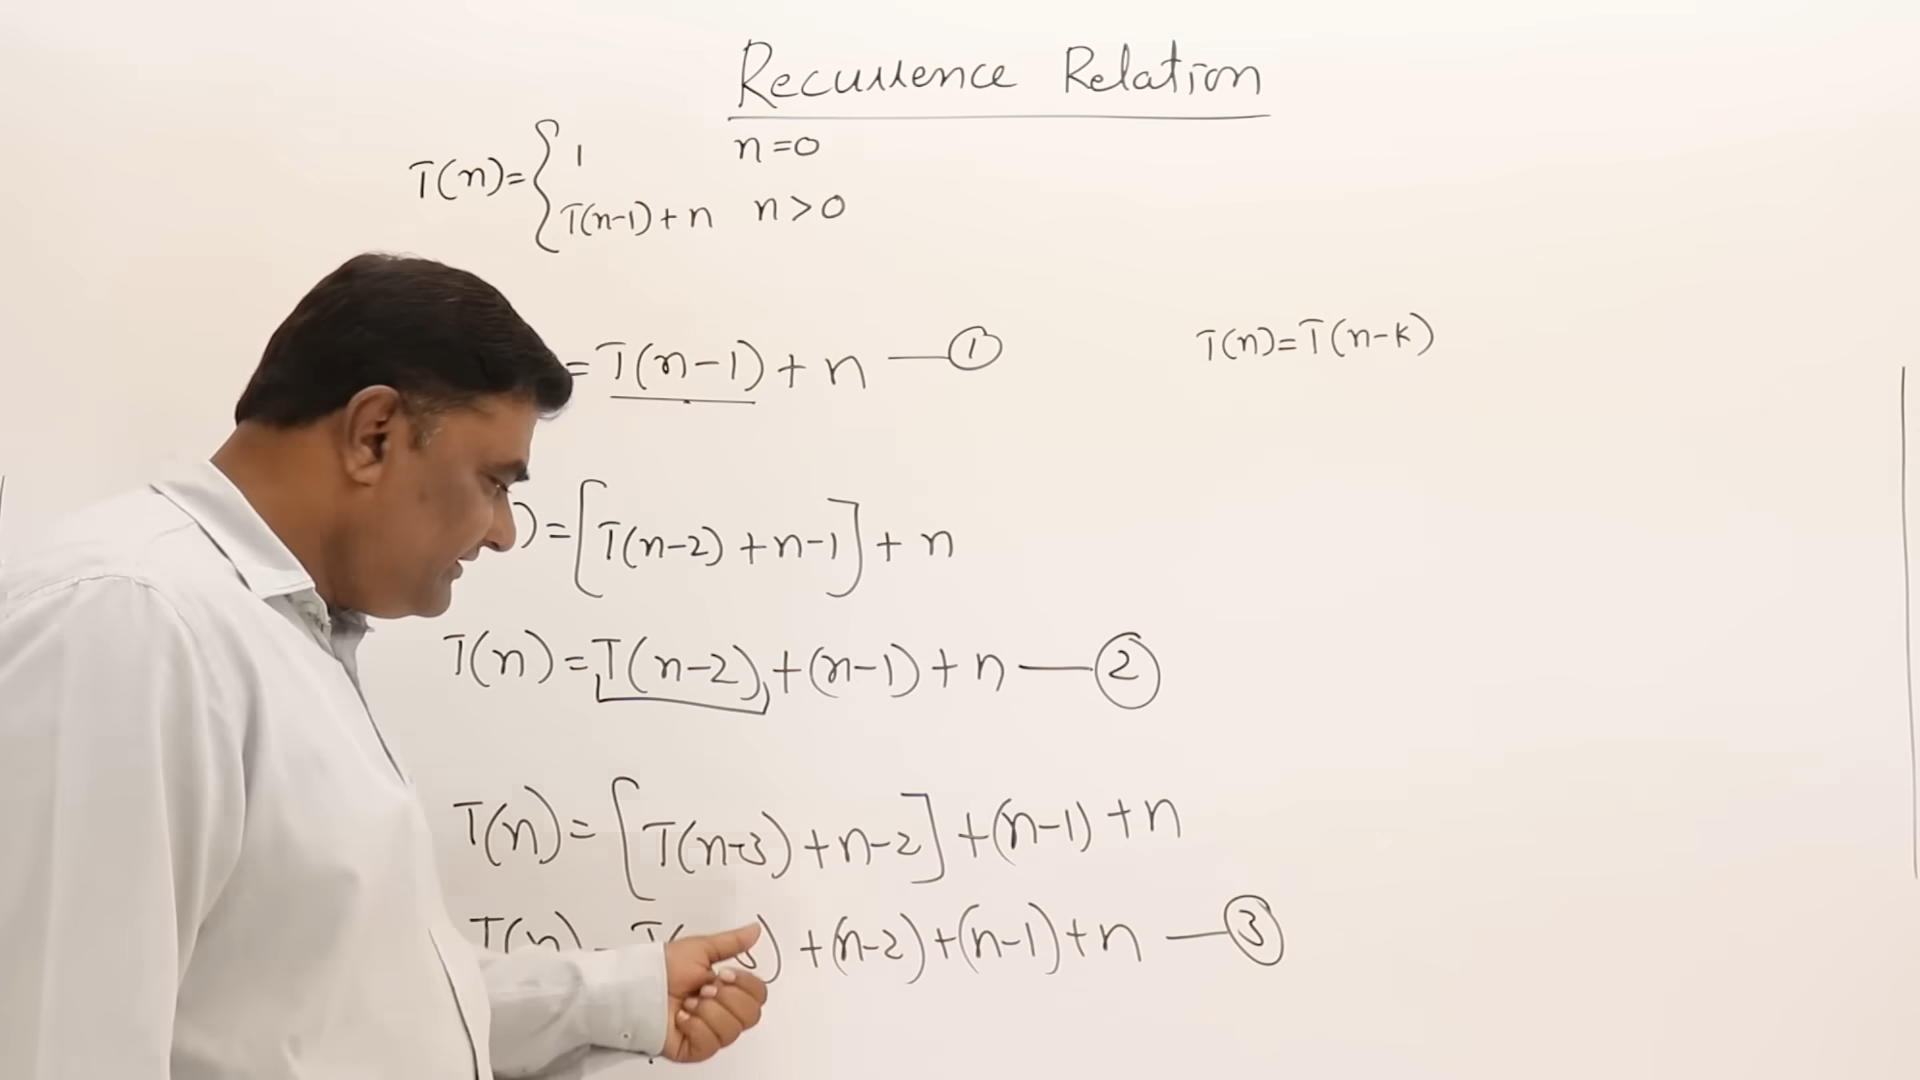 Recurrence Relation
T(n)= { 1 n=0
T(n-1)+n n>0
= T(n-1)+n — ①
T(n)=T(n-k)
)=[T(n-2)+n-1]+n
T(n)=T(n-2)+(n-1)+n — ②
T(n)=[T(n-3)+n-2]+(n-1)+n
T(n) T( 3)+(n-2)+(n-1)+n — ③